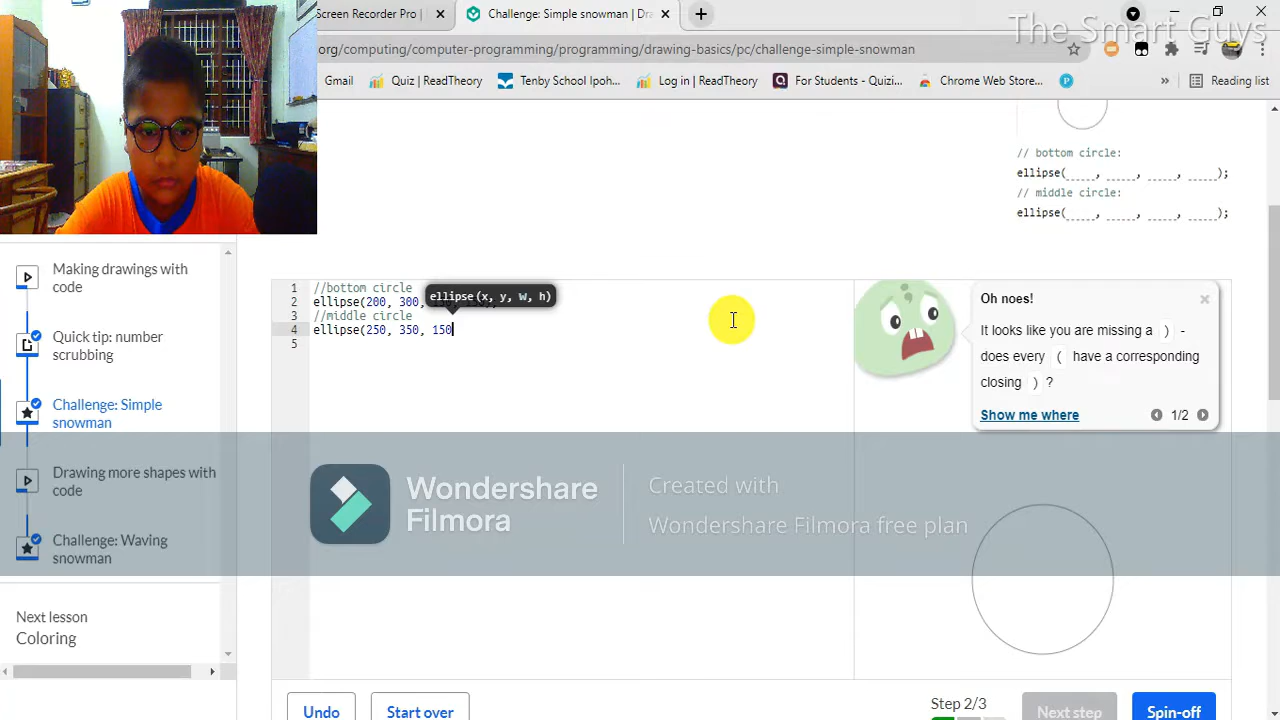 Screen Reader Pro |
Challenge: Simple snowman | Dra
The Smart Guys
org/computing/computer-programming/programming/drawing-basics/pc/challenge-simple-snowman
Gmail
Quiz | ReadTheory
Tenby School Ipoh...
Login | ReadTheory
For Students - Quizi...
Chrome Web Store...
Reading list
// bottom circle:
ellipse(____, ____, ____, ____);
// middle circle:
ellipse(____, ____, ____, ____);
Making drawings with
code
Quick tip: number
scrubbing
Challenge: Simple
snowman
Drawing more shapes with
code
Challenge: Waving
snowman
Next lesson
Coloring
1 //bottom circle
2 ellipse(200, 300,
3 //middle circle
4 ellipse(250, 350, 150
5
ellipse(x, y, w, h)
Oh noes!
It looks like you are missing a ) -
does every ( have a corresponding
closing ) ?
Show me where
1/2
Wondershare
Filmora
Created with
Wondershare Filmora free plan
Undo
Start over
Step 2/3
Next step
Spin-off